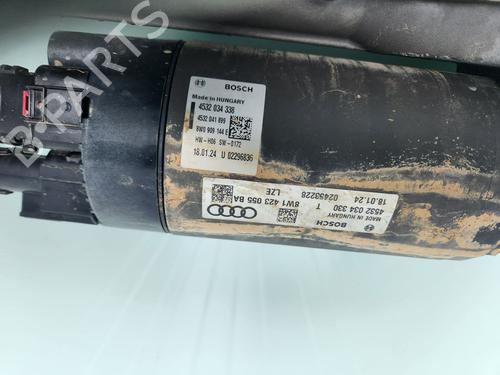 BOSCH
Made in HUNGARY
4532 034 338
4532 041 899
8W0 909 144 E
HW-H06 SW-0172
18.01.24 U 02296836
BOSCH
MADE IN HUNGARY
4532 034 330 T
18.01.24
02453228
8W1 423 055 BA
LZE
B-PARTS